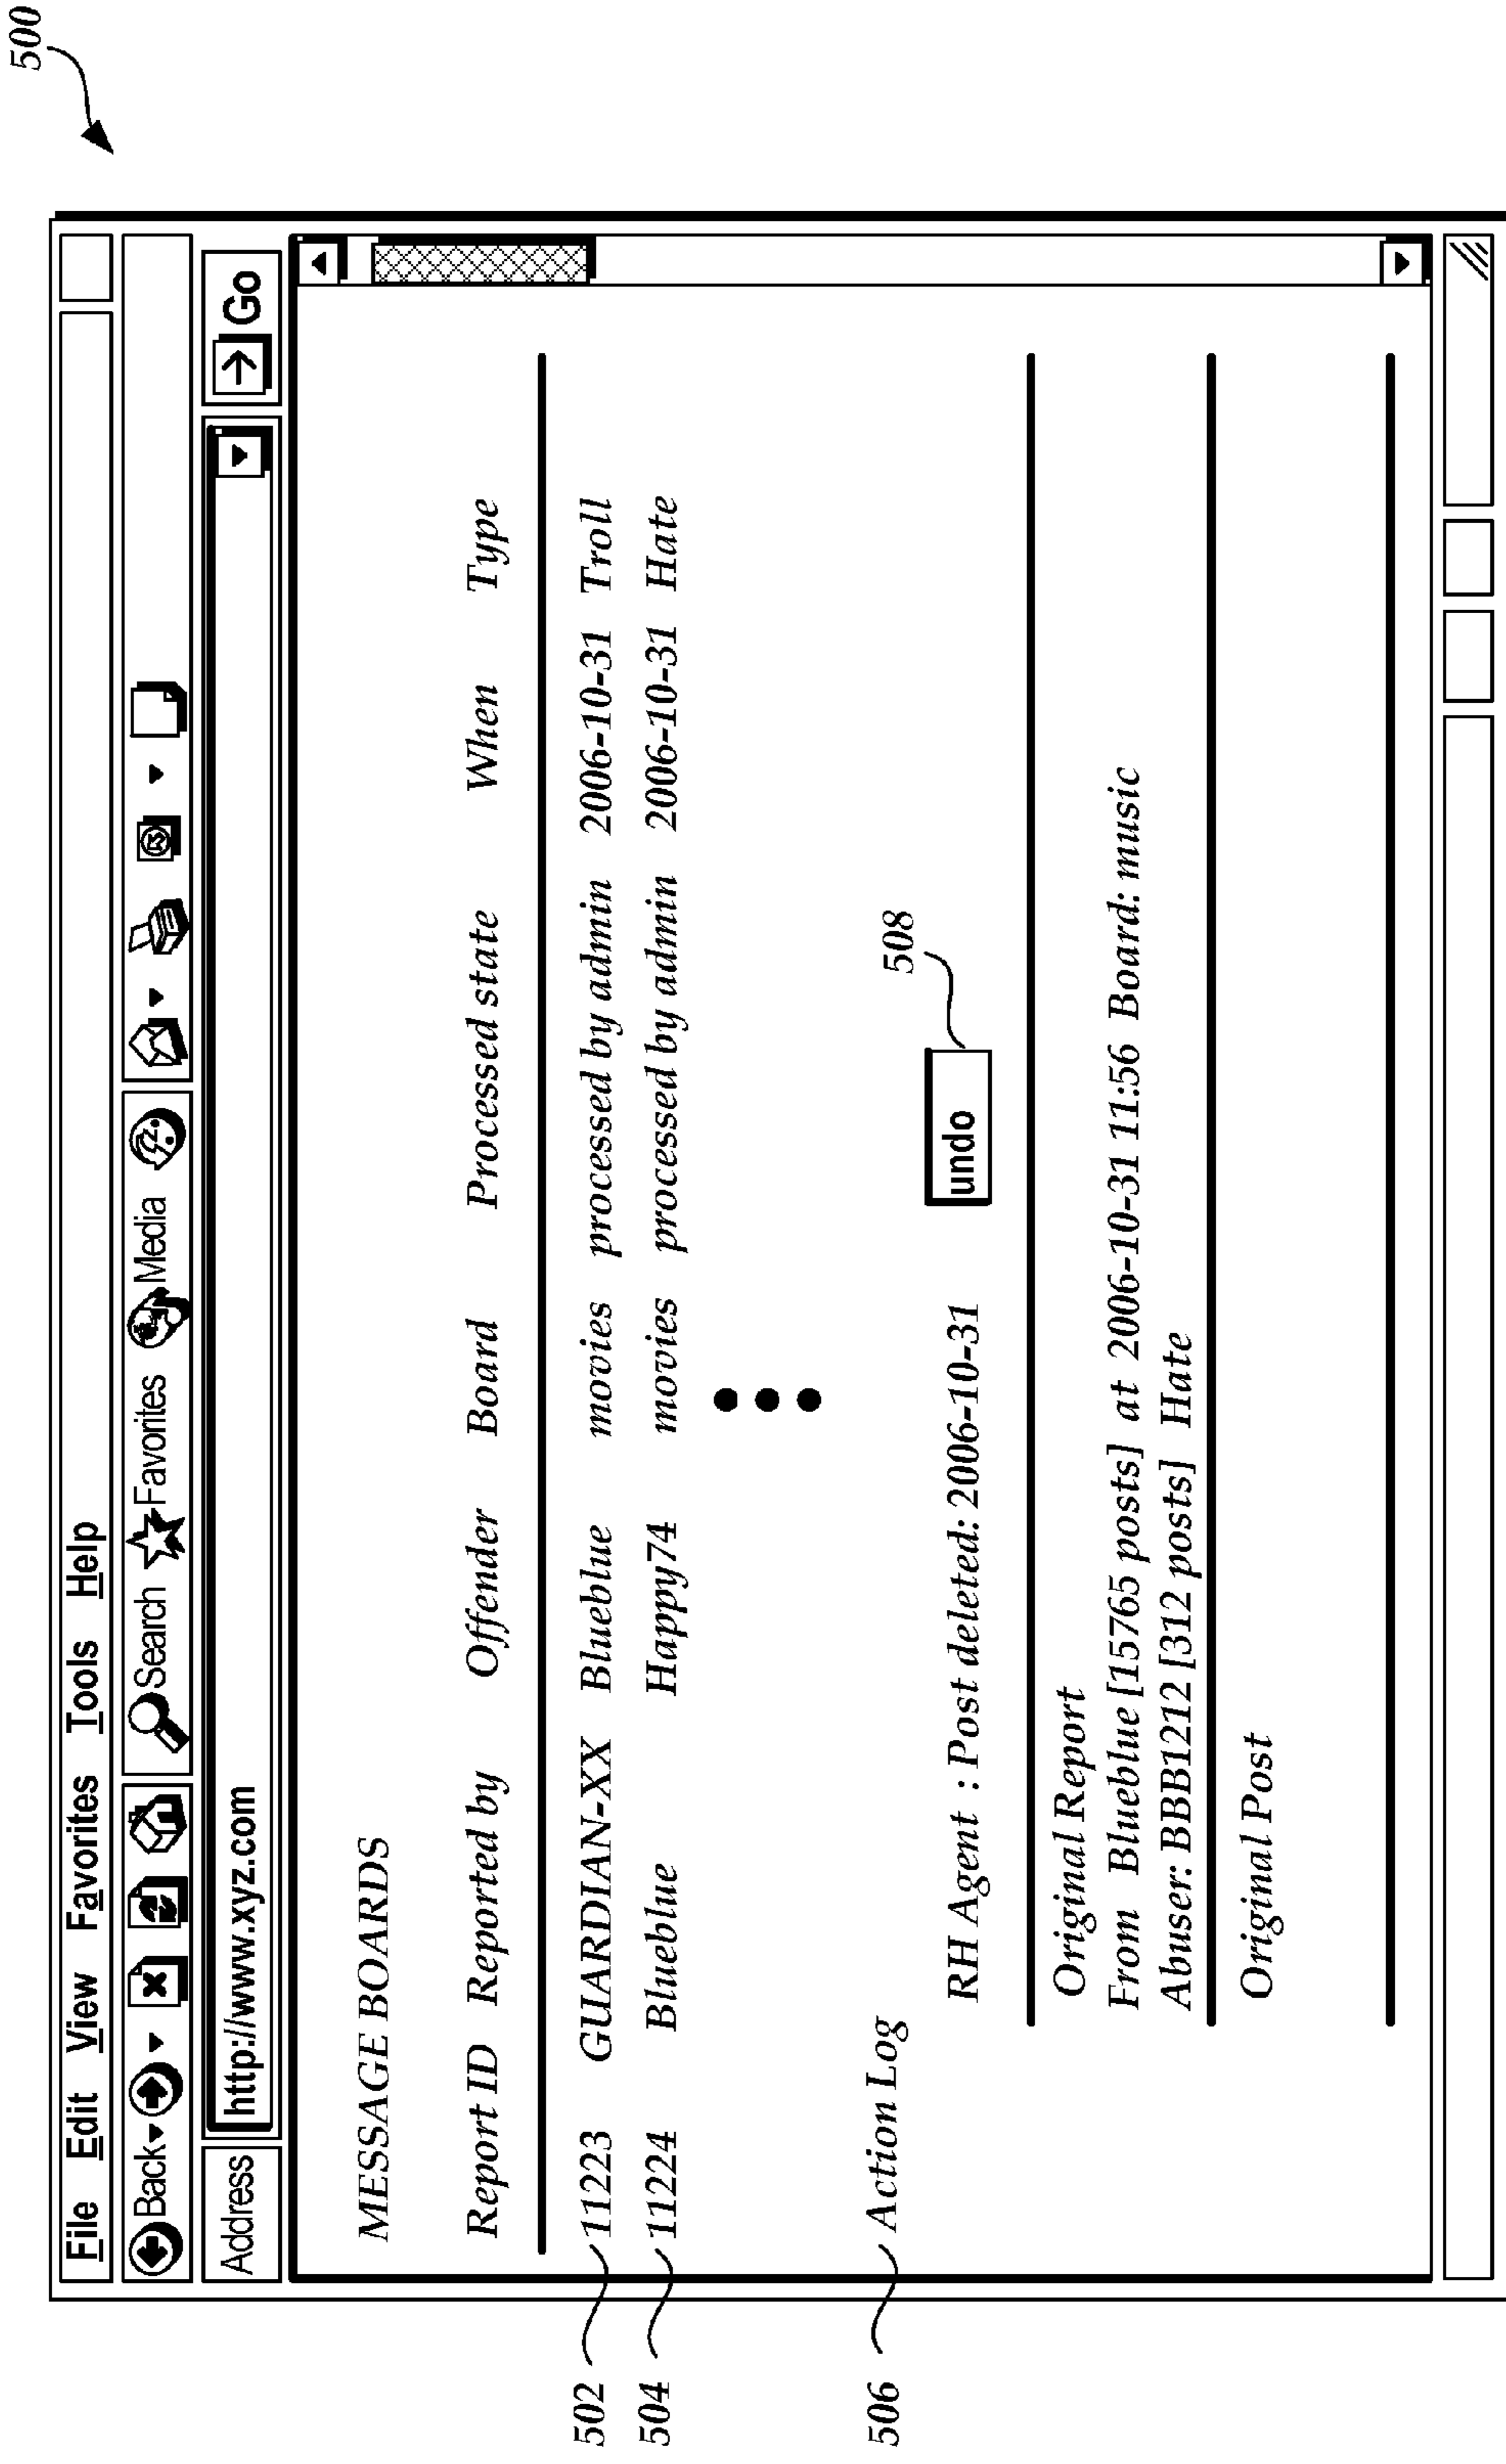 500
File Edit View Favorites Tools Help
Back Search Favorites Media
Address http://www.xyz.com Go
MESSAGE BOARDS
Report ID Reported by Offender Board Processed state When Type
502 11223 GUARDIAN-XX Blueblue movies processed by admin 2006-10-31 Troll
504 11224 Blueblue Happy74 movies processed by admin 2006-10-31 Hate
506 Action Log
508
RH Agent : Post deleted: 2006-10-31 undo
Original Report
From Blueblue [15765 posts] at 2006-10-31 11:56 Board: music
Abuser: BBB1212 [312 posts] Hate
Original Post